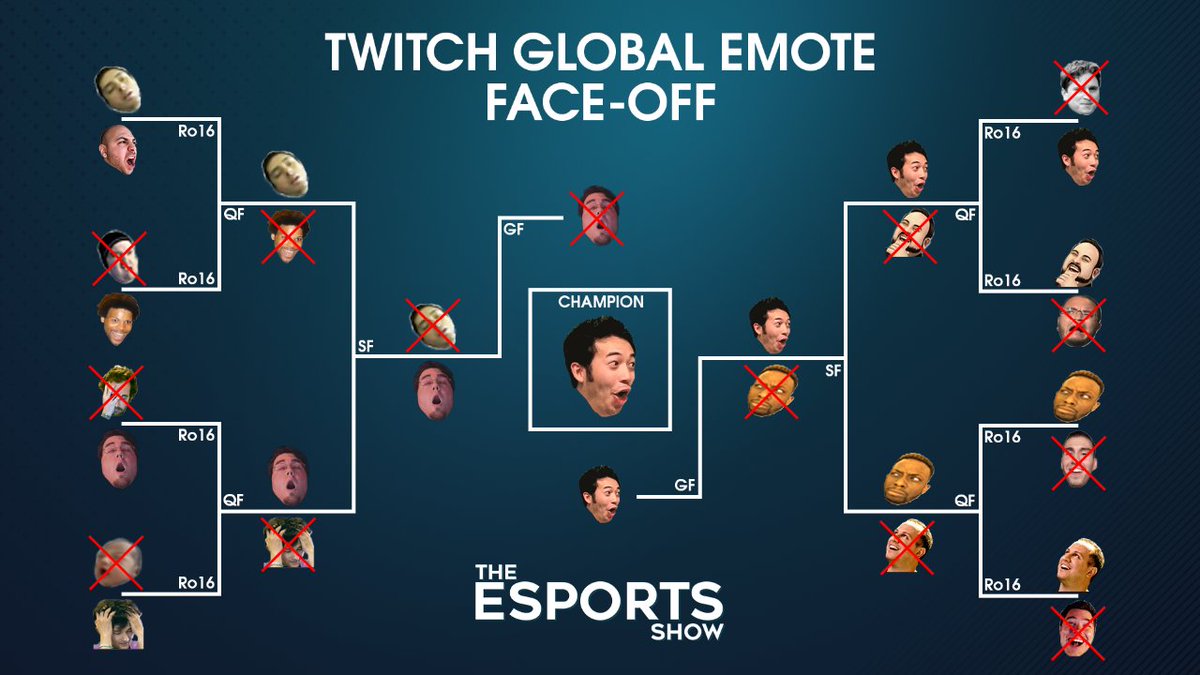 TWITCH GLOBAL EMOTE
FACE-OFF
Ro16
Ro16
QF
QF
Ro16
Ro16
GF
CHAMPION
SF
SF
Ro16
Ro16
GF
QF
QF
Ro16
Ro16
THE
ESPORTS
SHOW